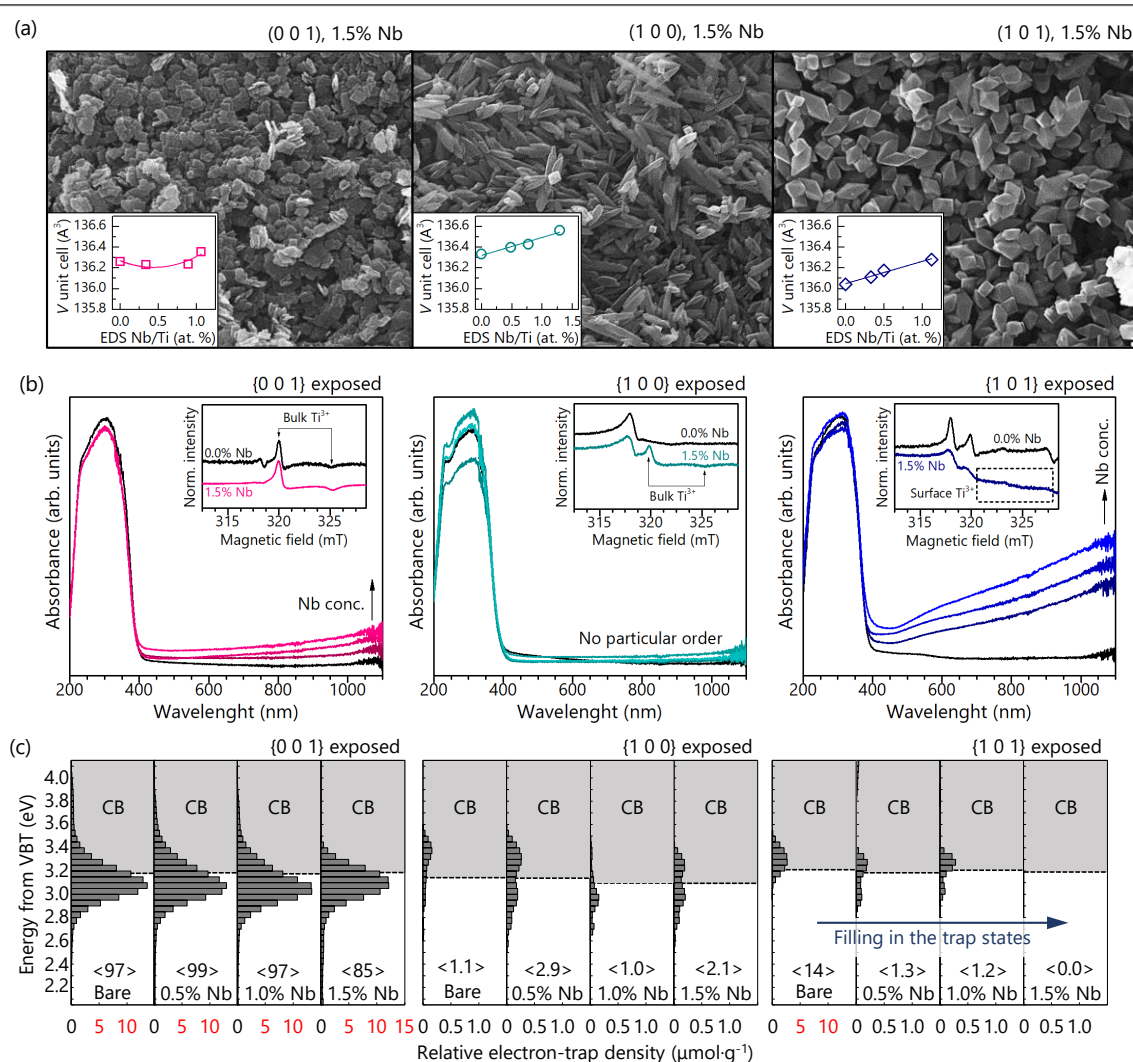 (a)
(0 0 1), 1.5% Nb
(1 0 0), 1.5% Nb
(1 0 1), 1.5% Nb
V unit cell (A³)
136.6
136.4
136.2
136.0
135.8
0.0 0.5 1.0
EDS Nb/Ti (at. %)
V unit cell (A³)
136.6
136.4
136.2
136.0
135.8
0.0 0.5 1.0 1.5
EDS Nb/Ti (at. %)
V unit cell (A³)
136.6
136.4
136.2
136.0
135.8
0.0 0.5 1.0
EDS Nb/Ti (at. %)
(b)
{0 0 1} exposed
Absorbance (arb. units)
Norm. intensity
Bulk Ti³⁺
0.0% Nb
1.5% Nb
315 320 325
Magnetic field (mT)
Nb conc.
200 400 600 800 1000
Wavelenght (nm)
{1 0 0} exposed
Absorbance (arb. units)
Norm. intensity
0.0% Nb
1.5% Nb
Bulk Ti³⁺
315 320 325
Magnetic field (mT)
No particular order
200 400 600 800 1000
Wavelenght (nm)
{1 0 1} exposed
Absorbance (arb. units)
Norm. intensity
0.0% Nb
1.5% Nb
Surface Ti³⁺
315 320 325
Magnetic field (mT)
Nb conc.
200 400 600 800 1000
Wavelenght (nm)
(c)
{0 0 1} exposed
{1 0 0} exposed
{1 0 1} exposed
Energy from VBT (eV)
4.0
3.8
3.6
3.4
3.2
3.0
2.8
2.6
2.4
2.2
CB CB CB CB
CB CB CB CB
CB CB CB CB
Filling in the trap states
<97> <99> <97> <85>
Bare 0.5% Nb 1.0% Nb 1.5% Nb
<1.1> <2.9> <1.0> <2.1>
Bare 0.5% Nb 1.0% Nb 1.5% Nb
<14> <1.3> <1.2> <0.0>
Bare 0.5% Nb 1.0% Nb 1.5% Nb
0 5 10 0 5 10 0 5 10 0 5 10 15
0 0.5 1.0 0 0.5 1.0 0 0.5 1.0 0 0.5 1.0
0 5 10 0 0.5 1.0 0 0.5 1.0 0 0.5 1.0
Relative electron-trap density (μmol·g⁻¹)